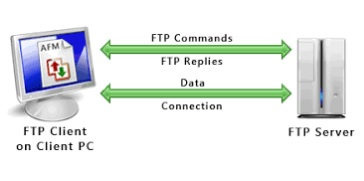 FTP Commands
FTP Replies
Data
Connection
AFM
FTP Client
on Client PC
FTP Server